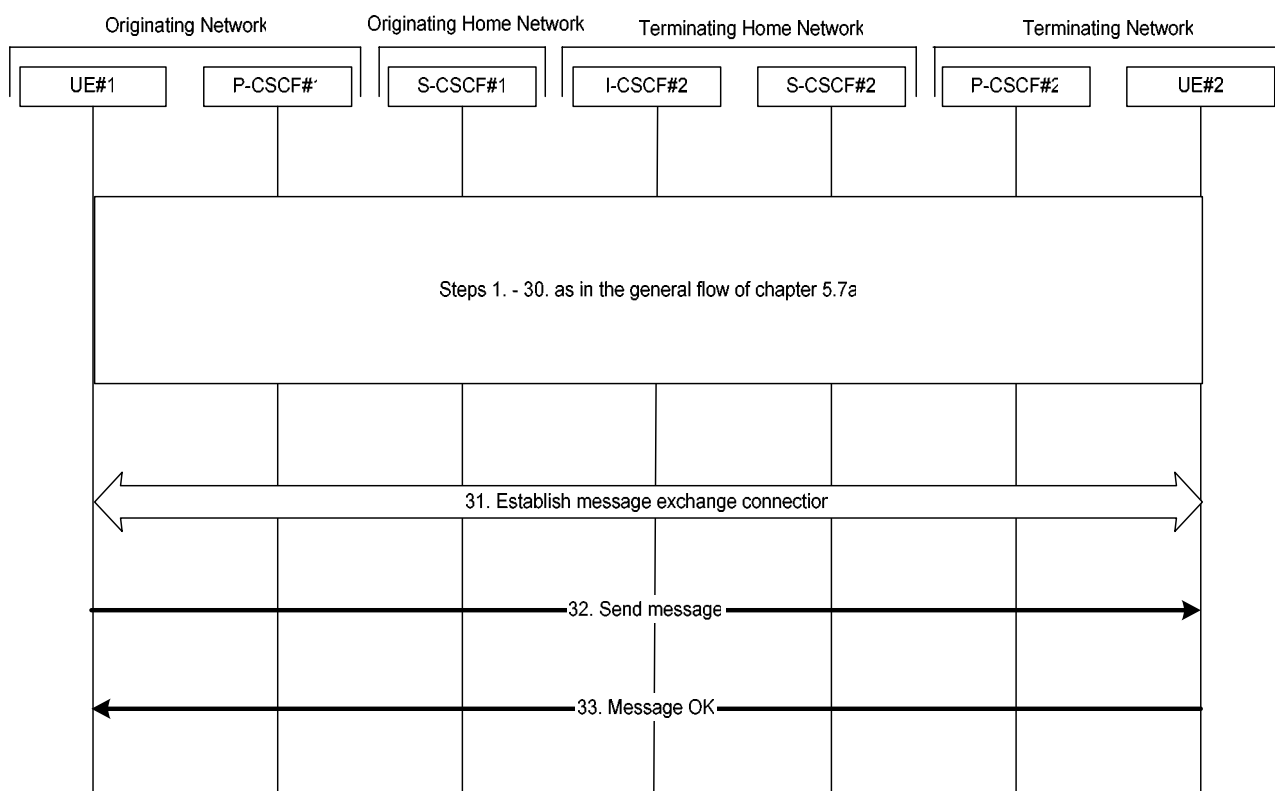 Originating Network
Originating Home Network
Terminating Home Network
Terminating Network
UE#1
P-CSCF#1
S-CSCF#1
I-CSCF#2
S-CSCF#2
P-CSCF#2
UE#2
Steps 1. - 30. as in the general flow of chapter 5.7a
31. Establish message exchange connection
32. Send message
33. Message OK